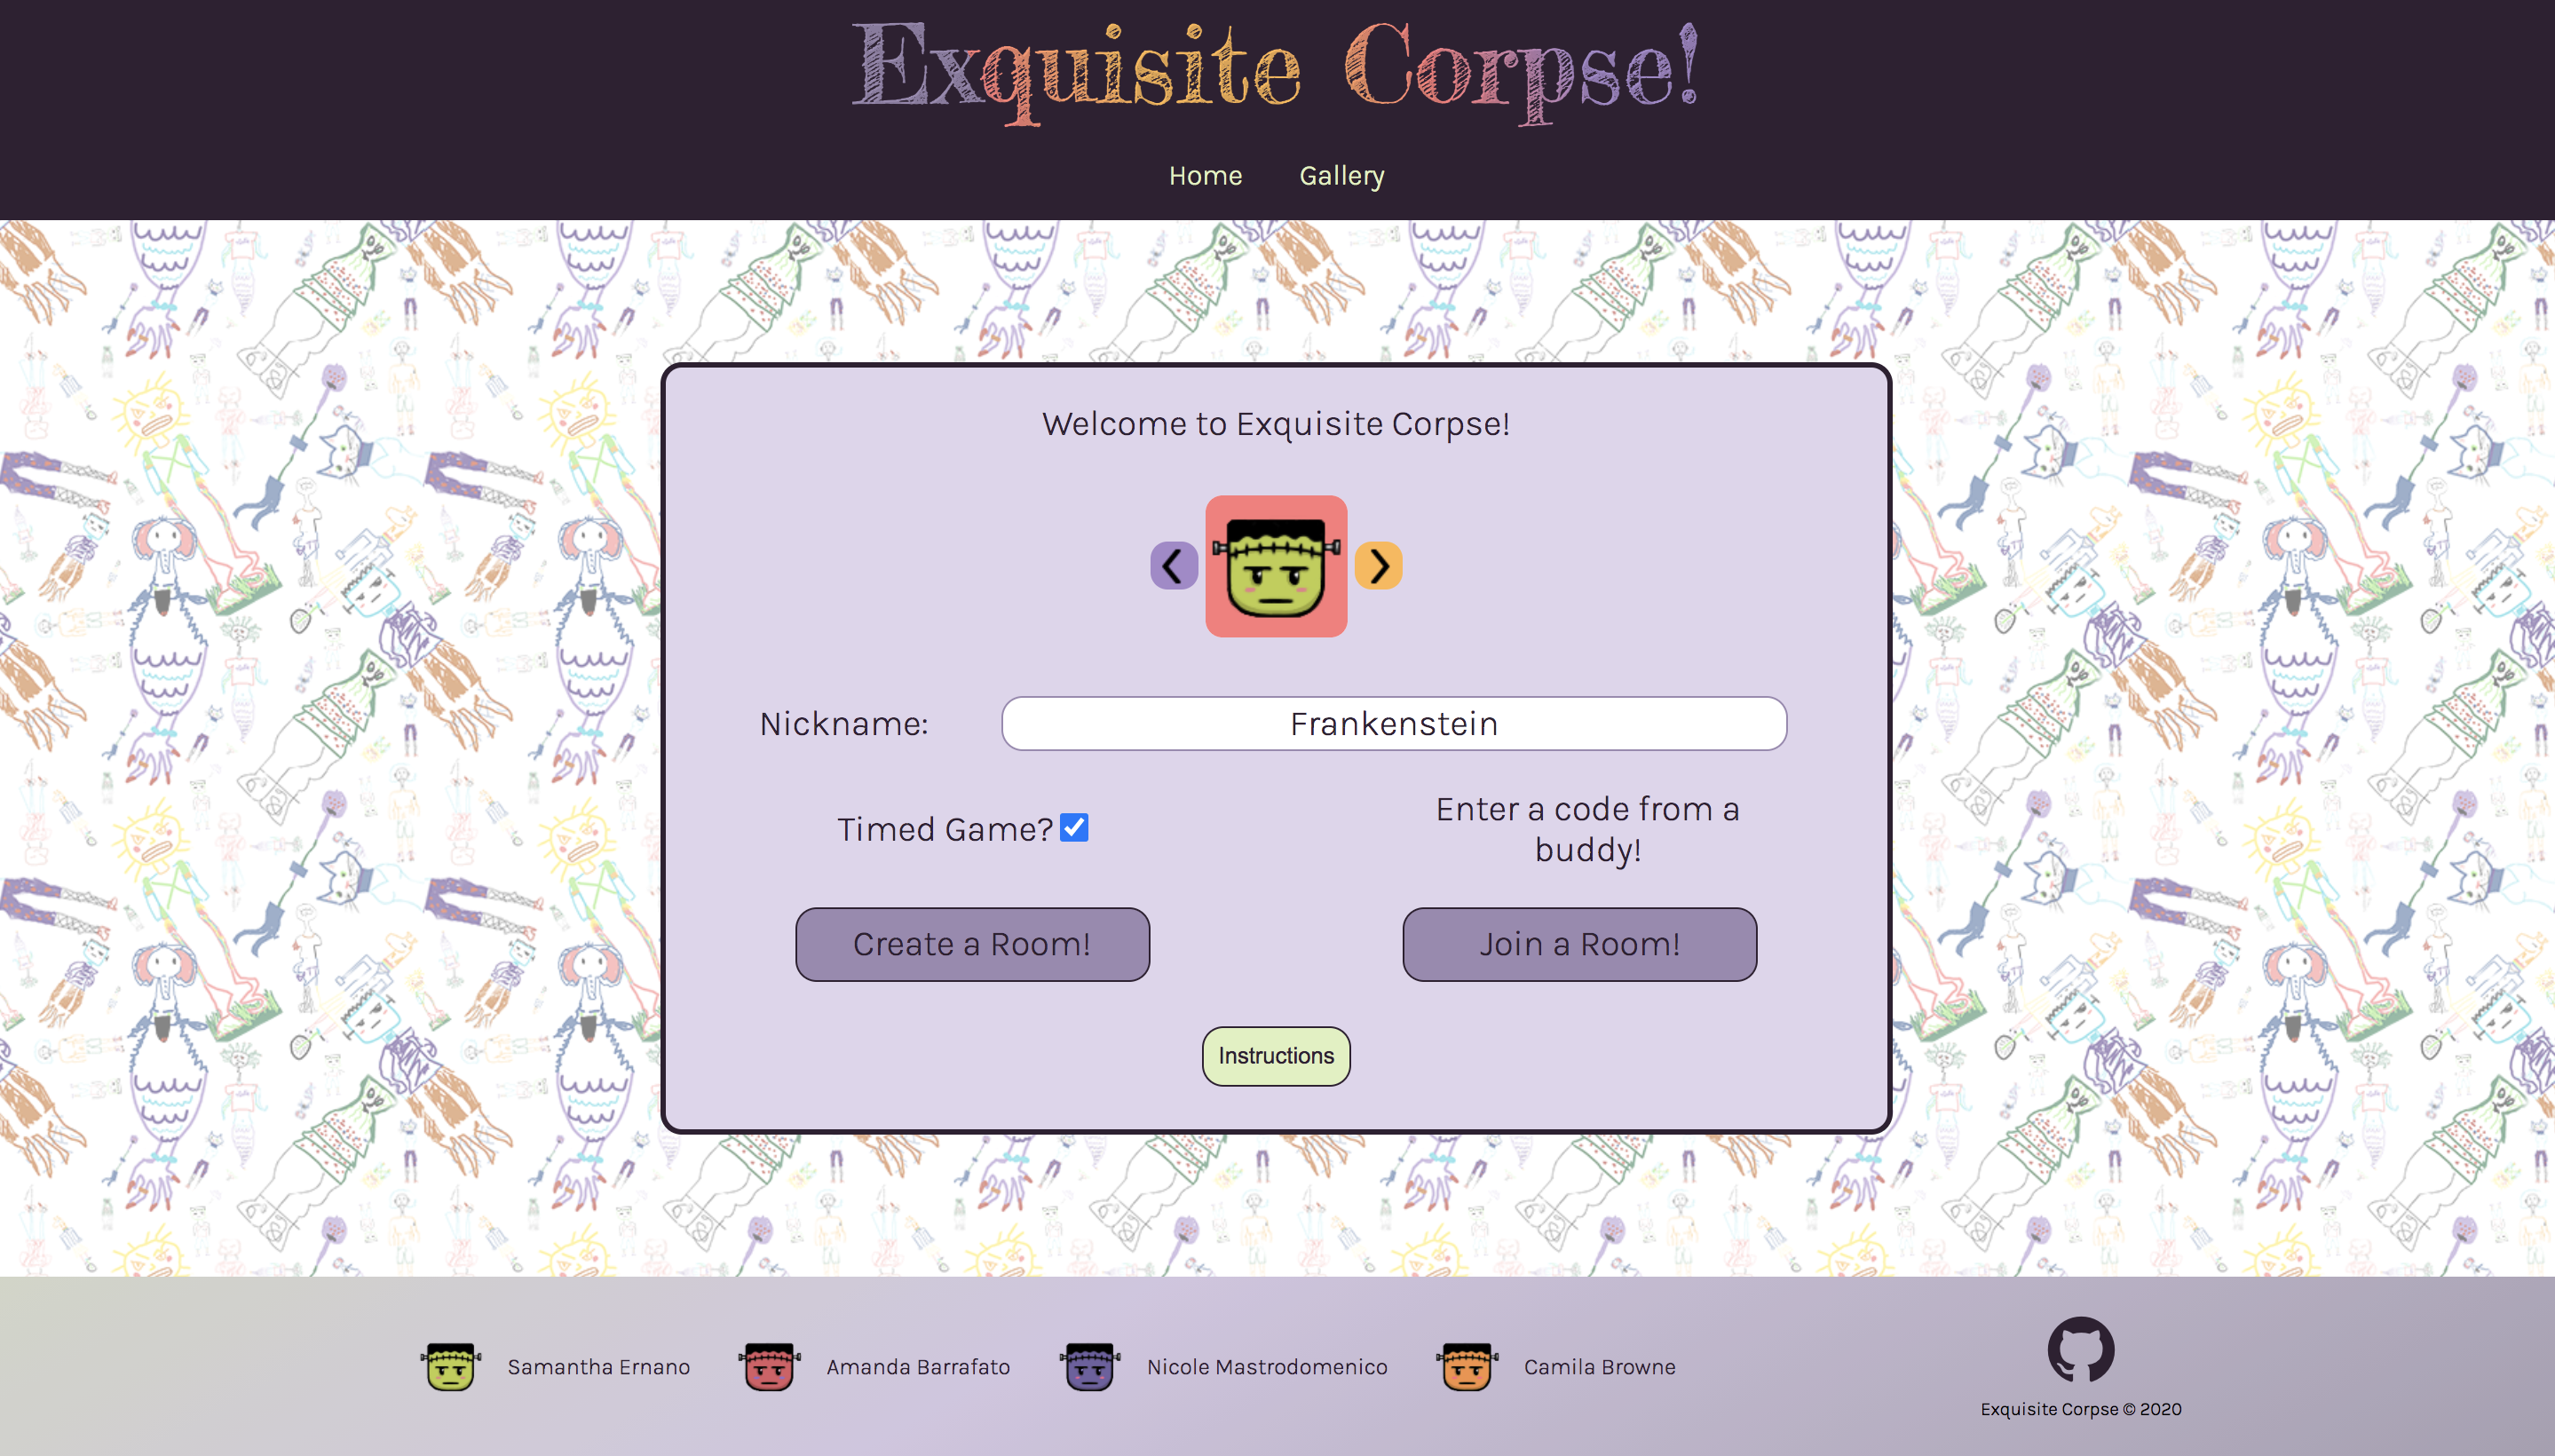 Exquisite Corpse!
Home Gallery
Welcome to Exquisite Corpse!
Nickname: Frankenstein
Timed Game?
Enter a code from a
buddy!
Create a Room! Join a Room!
Instructions
Samantha Ernano Amanda Barrafato Nicole Mastrodomenico Camila Browne
Exquisite Corpse © 2020